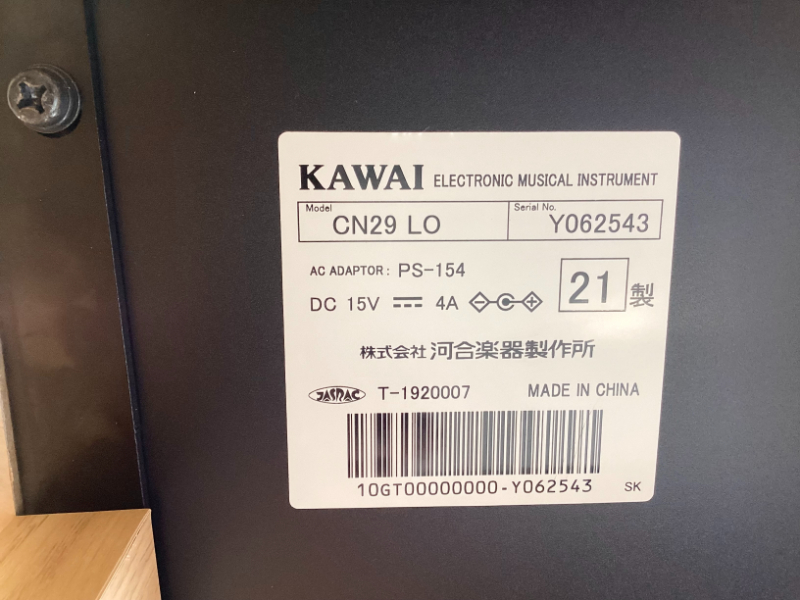 KAWAI ELECTRONIC MUSICAL INSTRUMENT
Model CN29 LO Serial No. Y062543
AC ADAPTOR: PS-154
DC 15V 4A
21 製
株式会社 河合楽器製作所
JASRAC T-1920007 MADE IN CHINA
10GT00000000-Y062543 SK